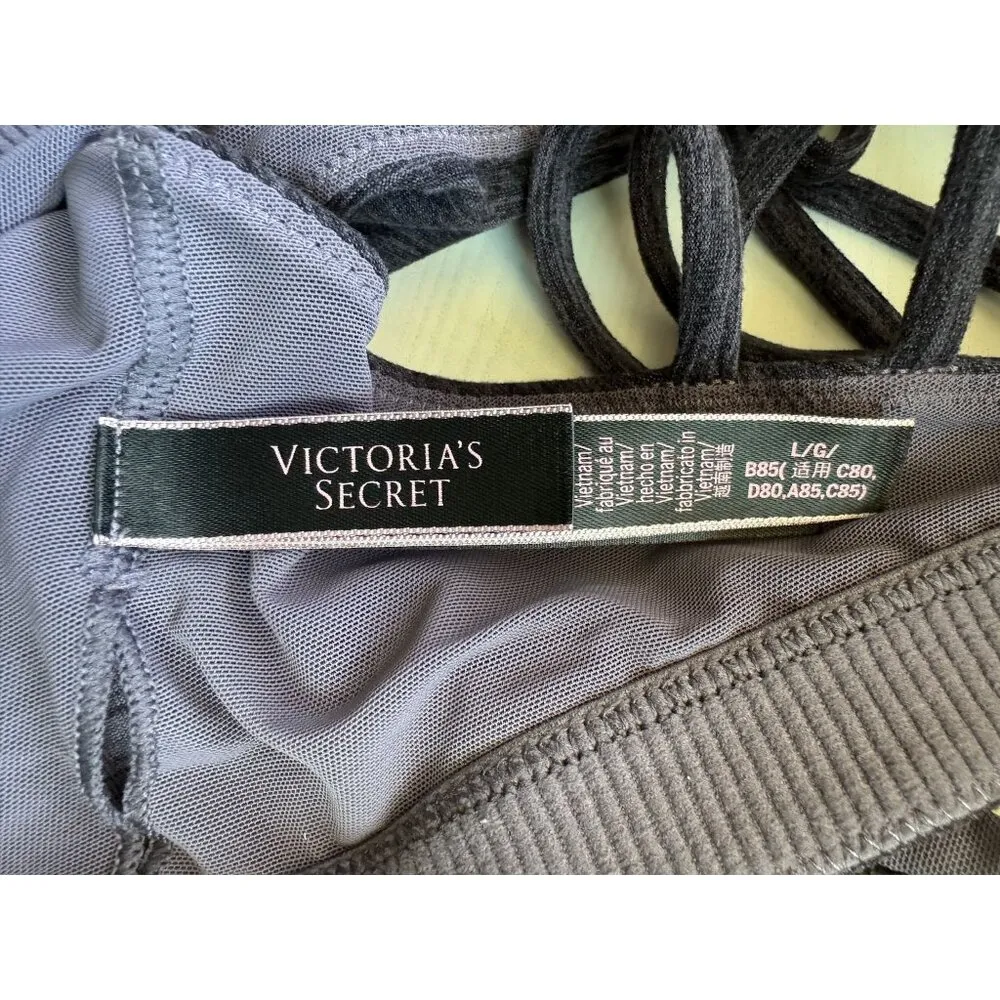 VICTORIA'S
SECRET
Vietnam/
fabriqué au
Vietnam/
hecho en
Vietnam/
fabbricato in
Vietnam/
越南制造
L/G/
B85( 适用 C80,
D80,A85,C85)